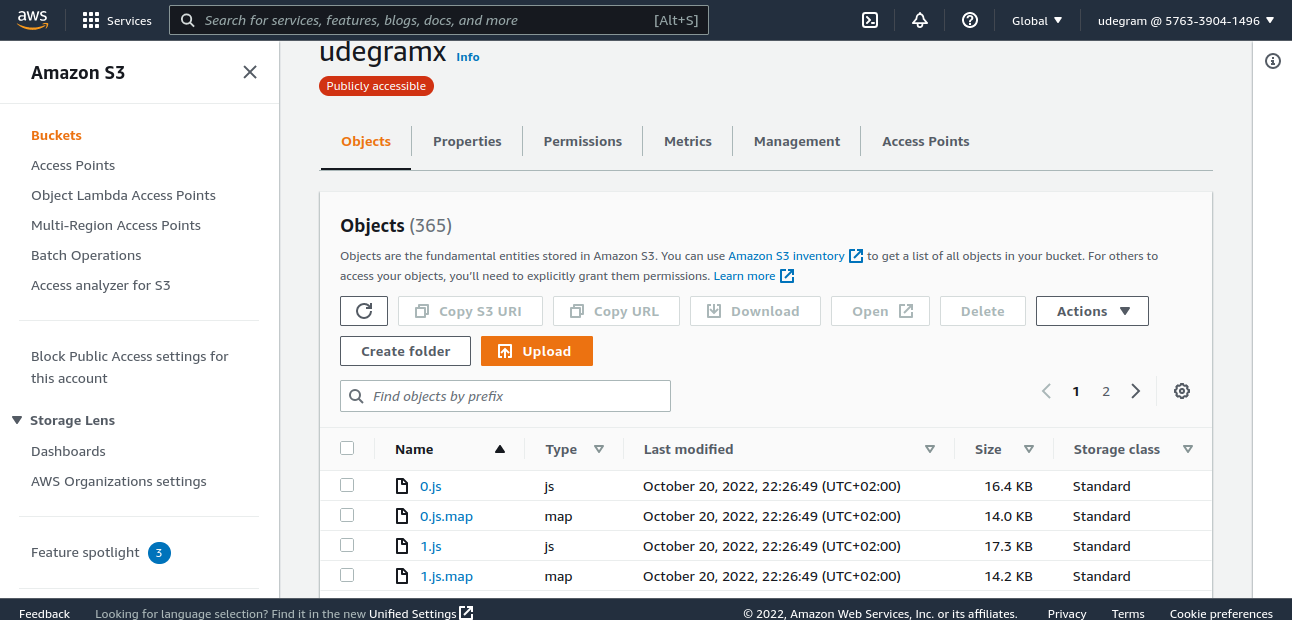 aws Services Search for services, features, blogs, docs, and more [Alt+S] Global udegram @ 5763-3904-1496
Amazon S3
Buckets
Access Points
Object Lambda Access Points
Multi-Region Access Points
Batch Operations
Access analyzer for S3
Block Public Access settings for
this account
Storage Lens
Dashboards
AWS Organizations settings
Feature spotlight 3
udegramx Info
Publicly accessible
Objects Properties Permissions Metrics Management Access Points
Objects (365)
Objects are the fundamental entities stored in Amazon S3. You can use Amazon S3 inventory to get a list of all objects in your bucket. For others to
access your objects, you'll need to explicitly grant them permissions. Learn more
Copy S3 URI Copy URL Download Open Delete Actions
Create folder Upload
Find objects by prefix 1 2
Name Type Last modified Size Storage class
0.js js October 20, 2022, 22:26:49 (UTC+02:00) 16.4 KB Standard
0.js.map map October 20, 2022, 22:26:49 (UTC+02:00) 14.0 KB Standard
1.js js October 20, 2022, 22:26:49 (UTC+02:00) 17.3 KB Standard
1.js.map map October 20, 2022, 22:26:49 (UTC+02:00) 14.2 KB Standard
Feedback Looking for language selection? Find it in the new Unified Settings © 2022, Amazon Web Services, Inc. or its affiliates. Privacy Terms Cookie preferences